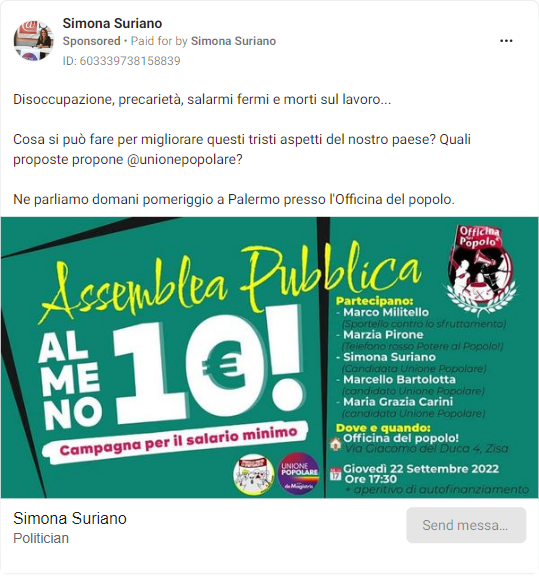 Simona Suriano
Sponsored • Paid for by Simona Suriano
ID: 603339738158839
Disoccupazione, precarietà, salarmi fermi e morti sul lavoro...
Cosa si può fare per migliorare questi tristi aspetti del nostro paese? Quali
proposte propone @unionepopolare?
Ne parliamo domani pomeriggio a Palermo presso l'Officina del popolo.
Assemblea Pubblica
AL
ME
NO
10€!
Campagna per il salario minimo
Officina
del
Popolo
Partecipano:
- Marco Militello
(Sportello contro lo sfruttamento)
- Marzia Pirone
(Telefono rosso Potere al Popolo!)
- Simona Suriano
(Candidata Unione Popolare)
- Marcello Bartolotta
(candidato Unione Popolare)
- Maria Grazia Carini
(candidata Unione Popolare)
Dove e quando:
Officina del popolo!
Via Giacomo del Duca 4, Zisa
Giovedì 22 Settembre 2022
Ore 17:30
+ aperitivo di autofinanziamento
UNIONE
POPOLARE
de Magistris
Simona Suriano
Politician
Send messa...